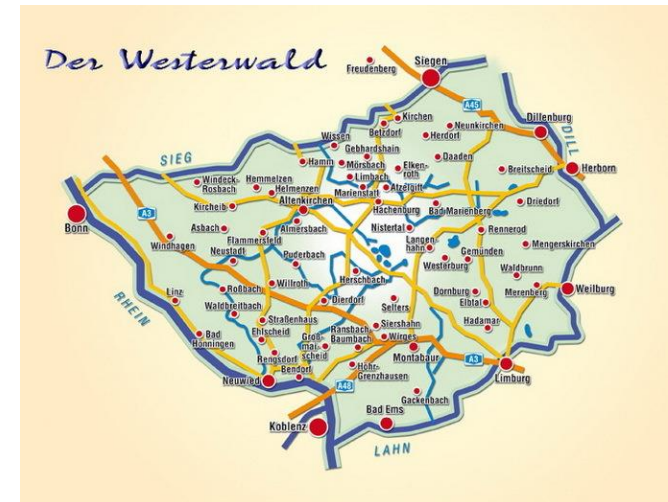 Der Westerwald
Siegen
Freudenberg
A45
Kirchen
Neunkirchen
Dillenburg
Betzdorf
Herdorf
DILL
Wissen
Gebhardshain
Daaden
SIEG
Hamm
Mörsbach
Elken-
roth
Breitscheid
Herborn
Limbach
Windeck-
Rosbach
Hemmelzen
Helmenzen
Marienstatt
Atzelgift
Driedorf
Kircheib
Altenkirchen
Hachenburg
Bad Marienberg
A3
Bonn
Asbach
Almersbach
Nistertal
Rennerod
Windhagen
Flammersfeld
Langen-
hahn
Mengerskirchen
Neustadt
Puderbach
Westerburg
Gemünden
Waldbrunn
RHEIN
Linz
Roßbach
Willroth
Herschbach
Dornburg
Merenberg
Weilburg
Waldbreitbach
Dierdorf
Selters
Elbtal
Straßenhaus
Siershahn
Hadamar
Bad
Hönningen
Ehlscheid
Groß-
mai-
scheid
Ransbach
Baumbach
Wirges
Rengsdorf
Montabaur
A3
Neuwied
Bendorf
Höhr-
Grenzhausen
Limburg
A48
Gackenbach
Koblenz
Bad Ems
LAHN